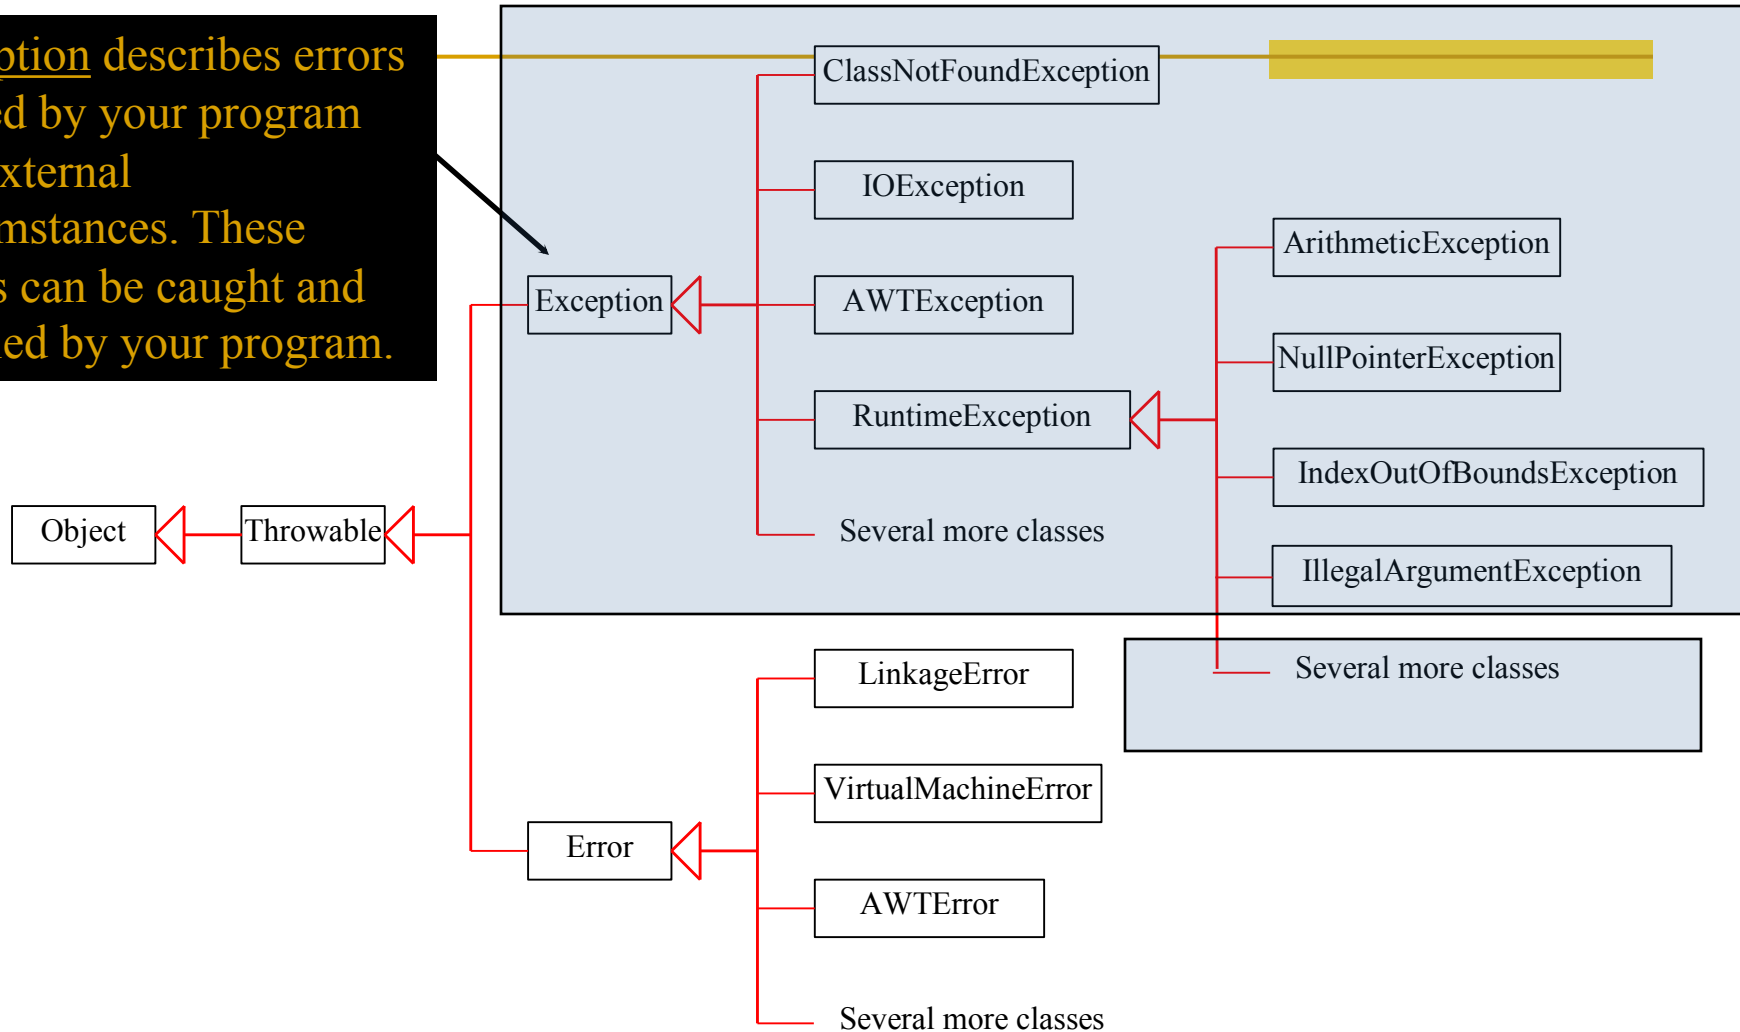 ption describes errors
ed by your program
xternal
mstances. These
s can be caught and
led by your program.
ClassNotFoundException
IOException
ArithmeticException
Exception
AWTException
NullPointerException
RuntimeException
IndexOutOfBoundsException
Object
Throwable
Several more classes
IllegalArgumentException
LinkageError
Several more classes
VirtualMachineError
Error
AWTError
Several more classes